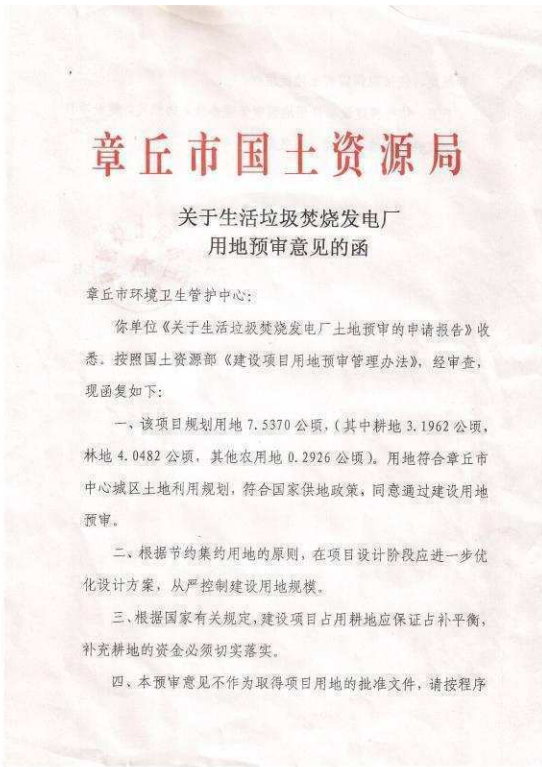 章丘市国土资源局
关于生活垃圾焚烧发电厂
用地预审意见的函
章丘市环境卫生管护中心：
你单位《关于生活垃圾焚烧发电厂土地预审的申请报告》收
悉。按照国土资源部《建设项目用地预审管理办法》，经审查，
现函复如下：
一、该项目规划用地7.5370公顷，（其中耕地3.1962公顷，
林地4.0482公顷，其他农用地0.2926公顷）。用地符合章丘市
中心城区土地利用规划，符合国家供地政策，同意通过建设用地
预审。
二、根据节约集约用地的原则，在项目设计阶段应进一步优
化设计方案，从严控制建设用地规模。
三、根据国家有关规定，建设项目占用耕地应保证占补平衡，
补充耕地的资金必须切实落实。
四、本预审意见不作为取得项目用地的批准文件，请按程序